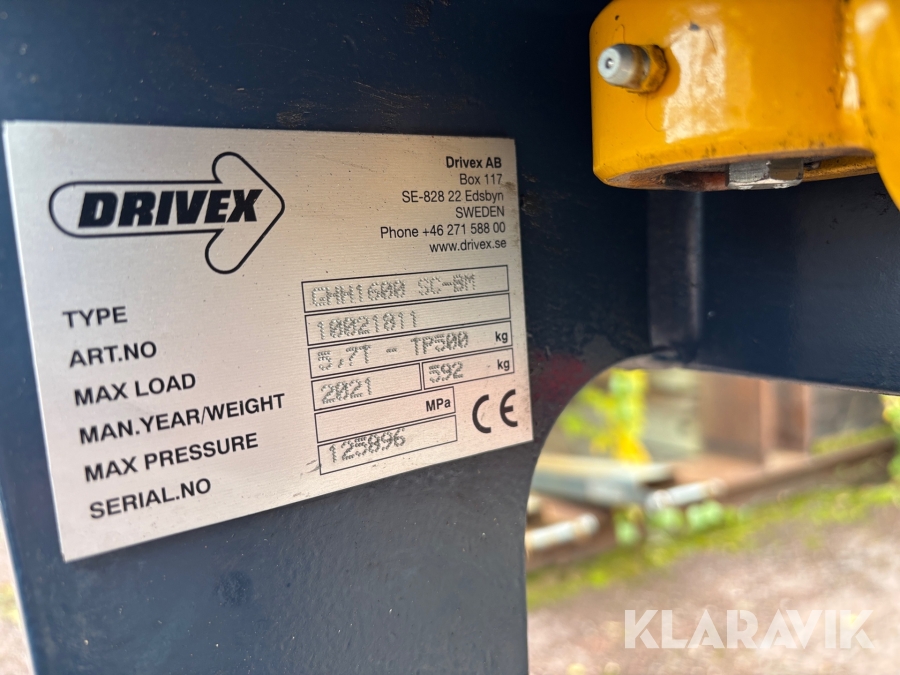 DRIVEX
Drivex AB
Box 117
SE-828 22 Edsbyn
SWEDEN
Phone +46 271 588 00
www.drivex.se
TYPE GHH1600 SC-BM
ART.NO 10021811
MAX LOAD 5,7T - TP500 kg
MAN.YEAR/WEIGHT 2021 592 kg
MAX PRESSURE MPa
SERIAL.NO 125096
CE
KLARAVIK